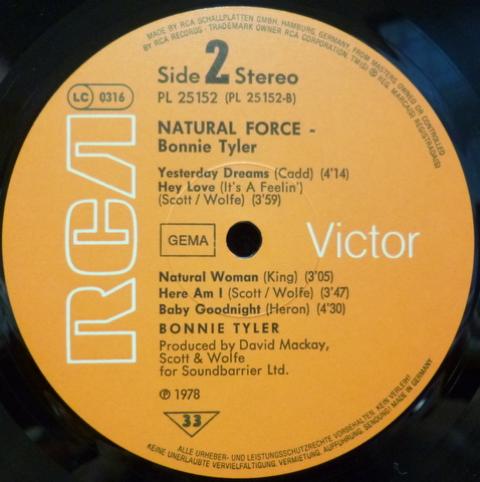 MADE BY RCA SCHALLPLATTEN GMBH, HAMBURG, GERMANY, FROM MASTERS OWNED OR CONTROLLED
BY RCA RECORDS · TRADEMARK OWNER RCA CORPORATION. TM(S) ® REG. MARCA(S) REGISTRADA(S)
Side 2 Stereo
PL 25152 (PL 25152-B)
LC 0316
NATURAL FORCE -
Bonnie Tyler
Yesterday Dreams (Cadd) (4'14)
Hey Love (It's A Feelin')
(Scott / Wolfe) (3'59)
RCA
GEMA
Victor
Natural Woman (King) (3'05)
Here Am I (Scott / Wolfe) (3'47)
Baby Goodnight (Heron) (4'30)
BONNIE TYLER
Produced by David Mackay,
Scott & Wolfe
for Soundbarrier Ltd.
℗ 1978
33
ALLE URHEBER- UND LEISTUNGSSCHUTZRECHTE VORBEHALTEN. KEIN VERLEIH!
KEINE UNERLAUBTE VERVIELFÄLTIGUNG, VERMIETUNG, AUFFÜHRUNG, SENDUNG! MADE IN GERMANY